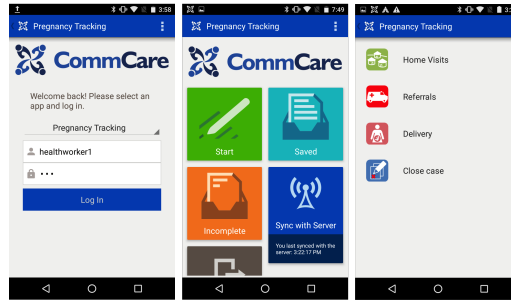 3:58
Pregnancy Tracking
CommCare
Welcome back! Please select an
app and log in.
Pregnancy Tracking
healthworker1
Log In
7:49
Pregnancy Tracking
CommCare
Start
Saved
Incomplete
Sync with Server
You last synced with the
server: 3:22:17 PM
Pregnancy Tracking
Home Visits
Referrals
Delivery
Close case